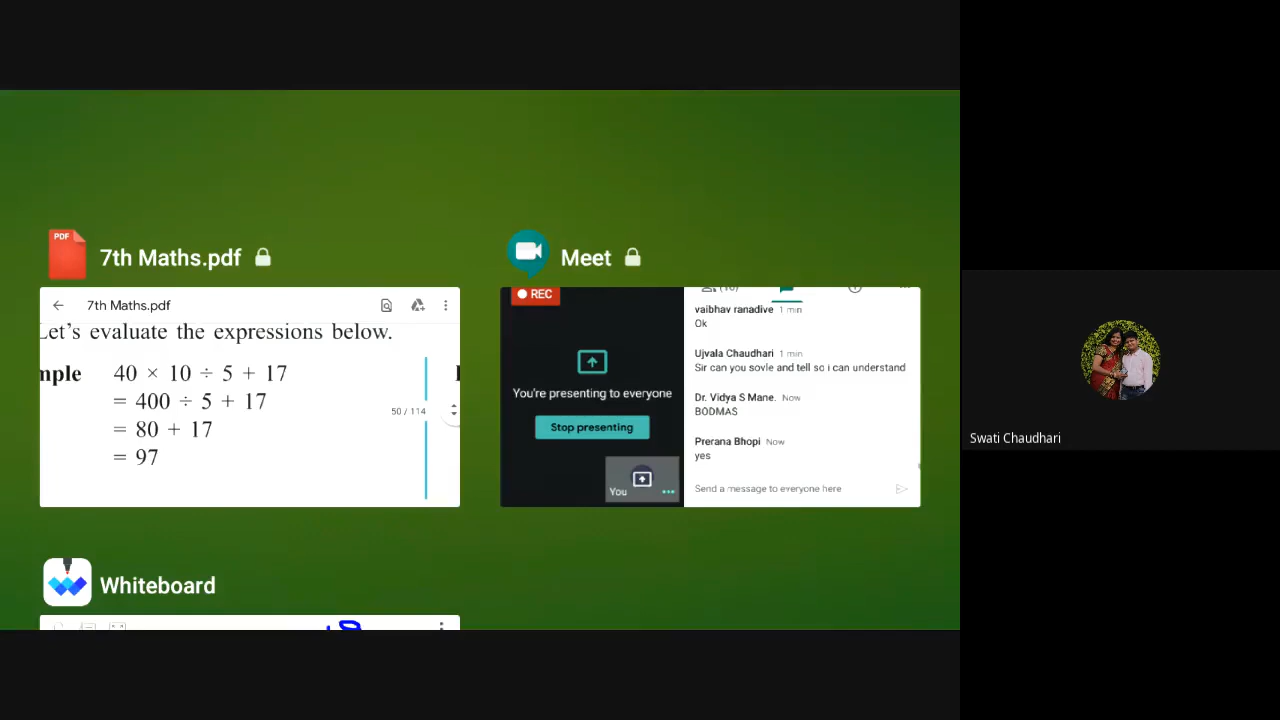 PDF
7th Maths.pdf
7th Maths.pdf
Let's evaluate the expressions below.
mple 40 × 10 ÷ 5 + 17
= 400 ÷ 5 + 17
= 80 + 17
= 97
50 / 114
Meet
REC
You're presenting to everyone
Stop presenting
You
vaibhav ranadive 1 min
Ok
Ujvala Chaudhari 1 min
Sir can you sovle and tell so i can understand
Dr. Vidya S Mane. Now
BODMAS
Prerana Bhopi Now
yes
Send a message to everyone here
Whiteboard
Swati Chaudhari